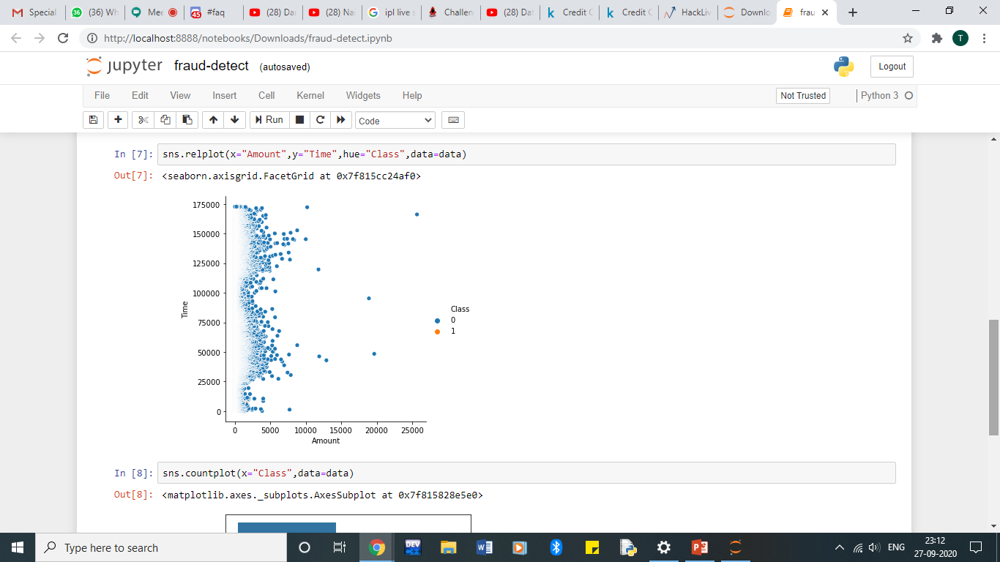 Special
(36) Wh
Mee
#faq
(28) Da
(28) Nai
ipl live s
Challen
(28) Dat
Credit C
Credit C
HackLiv
Downlo
frau
http://localhost:8888/notebooks/Downloads/fraud-detect.ipynb
T
jupyter fraud-detect (autosaved)
Logout
File Edit View Insert Cell Kernel Widgets Help
Not Trusted
Python 3
Run
Code
In [7]: sns.relplot(x="Amount",y="Time",hue="Class",data=data)
Out[7]: <seaborn.axisgrid.FacetGrid at 0x7f815cc24af0>
175000
150000
125000
100000
75000
50000
25000
0
Time
0 5000 10000 15000 20000 25000
Amount
Class
0
1
In [8]: sns.countplot(x="Class",data=data)
Out[8]: <matplotlib.axes._subplots.AxesSubplot at 0x7f815828e5e0>
Type here to search
DEV
ENG
23:12
27-09-2020